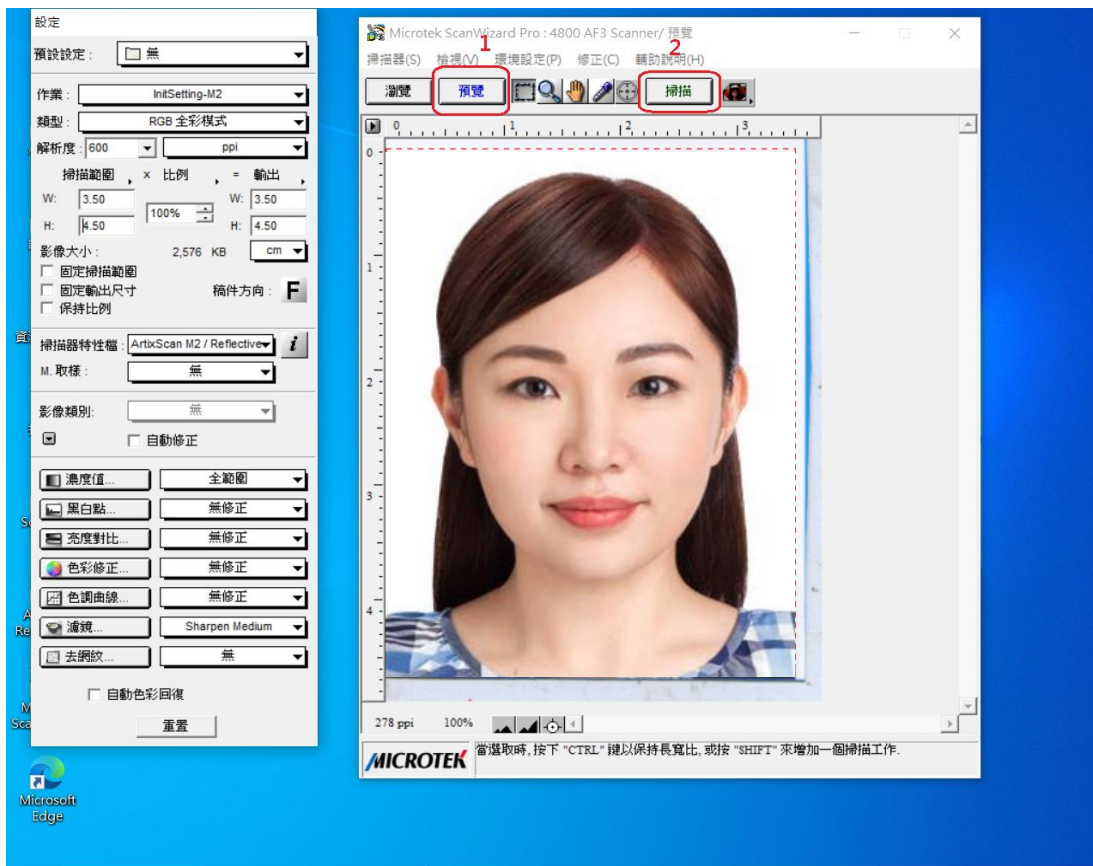 設定
預設設定： 無
作業： InitSetting-M2
類型： RGB 全彩模式
解析度： 600 ppi
掃描範圍 × 比例 = 輸出
W: 3.50 100% W: 3.50
H: 4.50 H: 4.50
影像大小： 2,576 KB cm
固定掃描範圍
固定輸出尺寸 稿件方向： F
保持比例
掃描器特性檔： ArtixScan M2 / Reflective i
M. 取樣： 無
影像類別: 無
自動修正
濃度值... 全範圍
黑白點... 無修正
亮度對比... 無修正
色彩修正... 無修正
色調曲線... 無修正
濾鏡... Sharpen Medium
去網紋... 無
自動色彩回復
重置
Microsoft
Edge
Microtek ScanWizard Pro : 4800 AF3 Scanner/ 預覽
1 2
掃描器(S) 檢視(V) 環境設定(P) 修正(C) 輔助說明(H)
瀏覽 預覽 掃描
0 1 2 3
0
1
2
3
4
278 ppi 100%
MICROTEK 當選取時, 按下 "CTRL" 鍵以保持長寬比, 或按 "SHIFT" 來增加一個掃描工作.